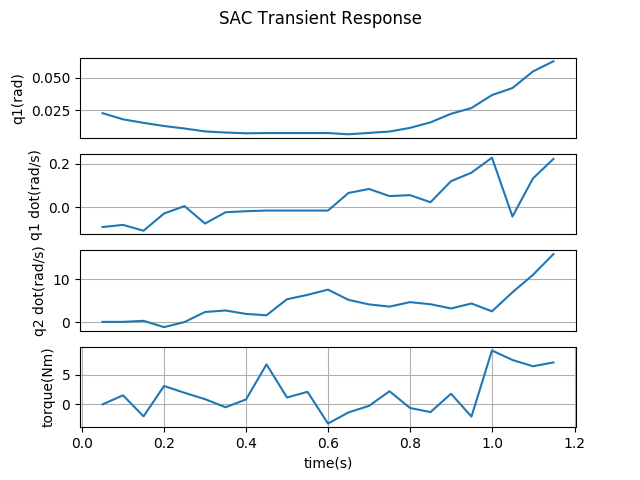 SAC Transient Response
q1(rad)
0.050
0.025
q1 dot(rad/s)
0.2
0.0
q2 dot(rad/s)
10
0
torque(Nm)
5
0
0.0 0.2 0.4 0.6 0.8 1.0 1.2
time(s)